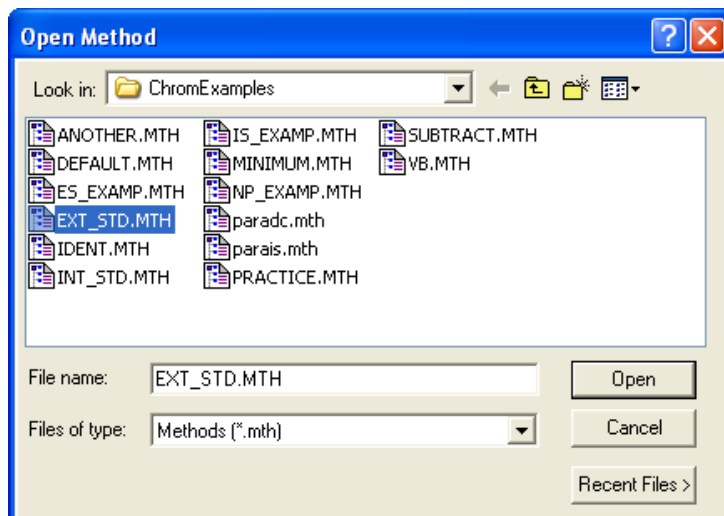 Open Method
Look in: ChromExamples
ANOTHER.MTH IS_EXAMP.MTH SUBTRACT.MTH
DEFAULT.MTH MINIMUM.MTH VB.MTH
ES_EXAMP.MTH NP_EXAMP.MTH
EXT_STD.MTH paradc.mth
IDENT.MTH parais.mth
INT_STD.MTH PRACTICE.MTH
File name: EXT_STD.MTH Open
Files of type: Methods (*.mth) Cancel
Recent Files >